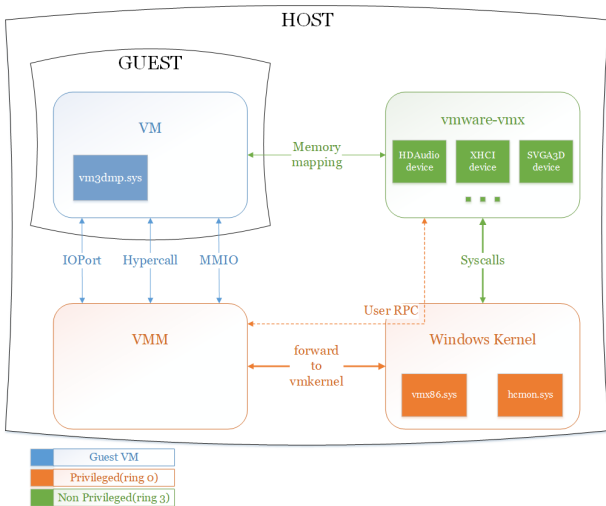 HOST
GUEST
VM
vm3dmp.sys
Memory
mapping
vmware-vmx
HDAudio
device
XHCI
device
SVGA3D
device
IOPort
Hypercall
MMIO
Syscalls
User RPC
VMM
forward
to
vmkernel
Windows Kernel
vmx86.sys
hcmon.sys
Guest VM
Privileged(ring 0)
Non Privileged(ring 3)